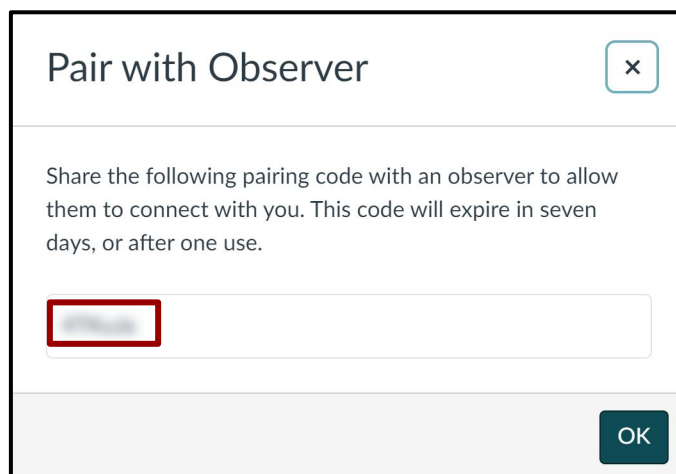 Pair with Observer
Share the following pairing code with an observer to allow
them to connect with you. This code will expire in seven
days, or after one use.
OK